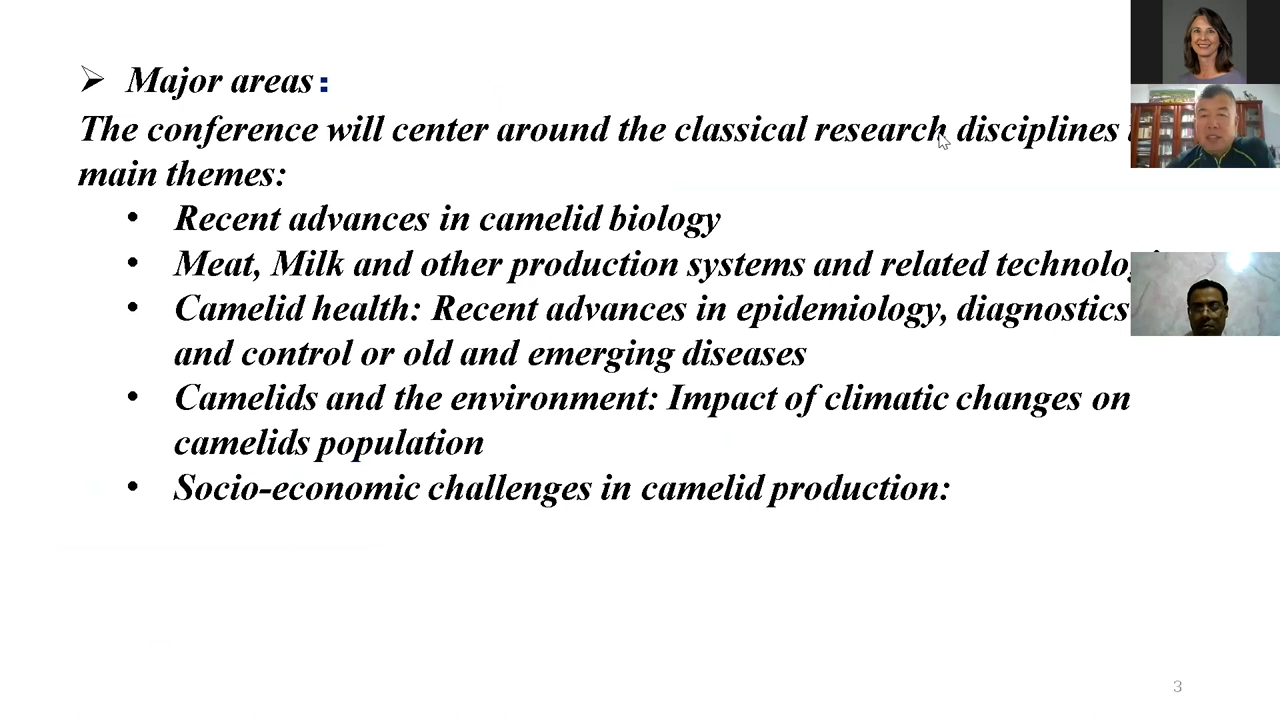 ➢ Major areas:
The conference will center around the classical research disciplines
main themes:
• Recent advances in camelid biology
• Meat, Milk and other production systems and related
• Camelid health: Recent advances in epidemiology, diagnostics
and control or old and emerging diseases
• Camelids and the environment: Impact of climatic changes on
camelids population
• Socio-economic challenges in camelid production:
3